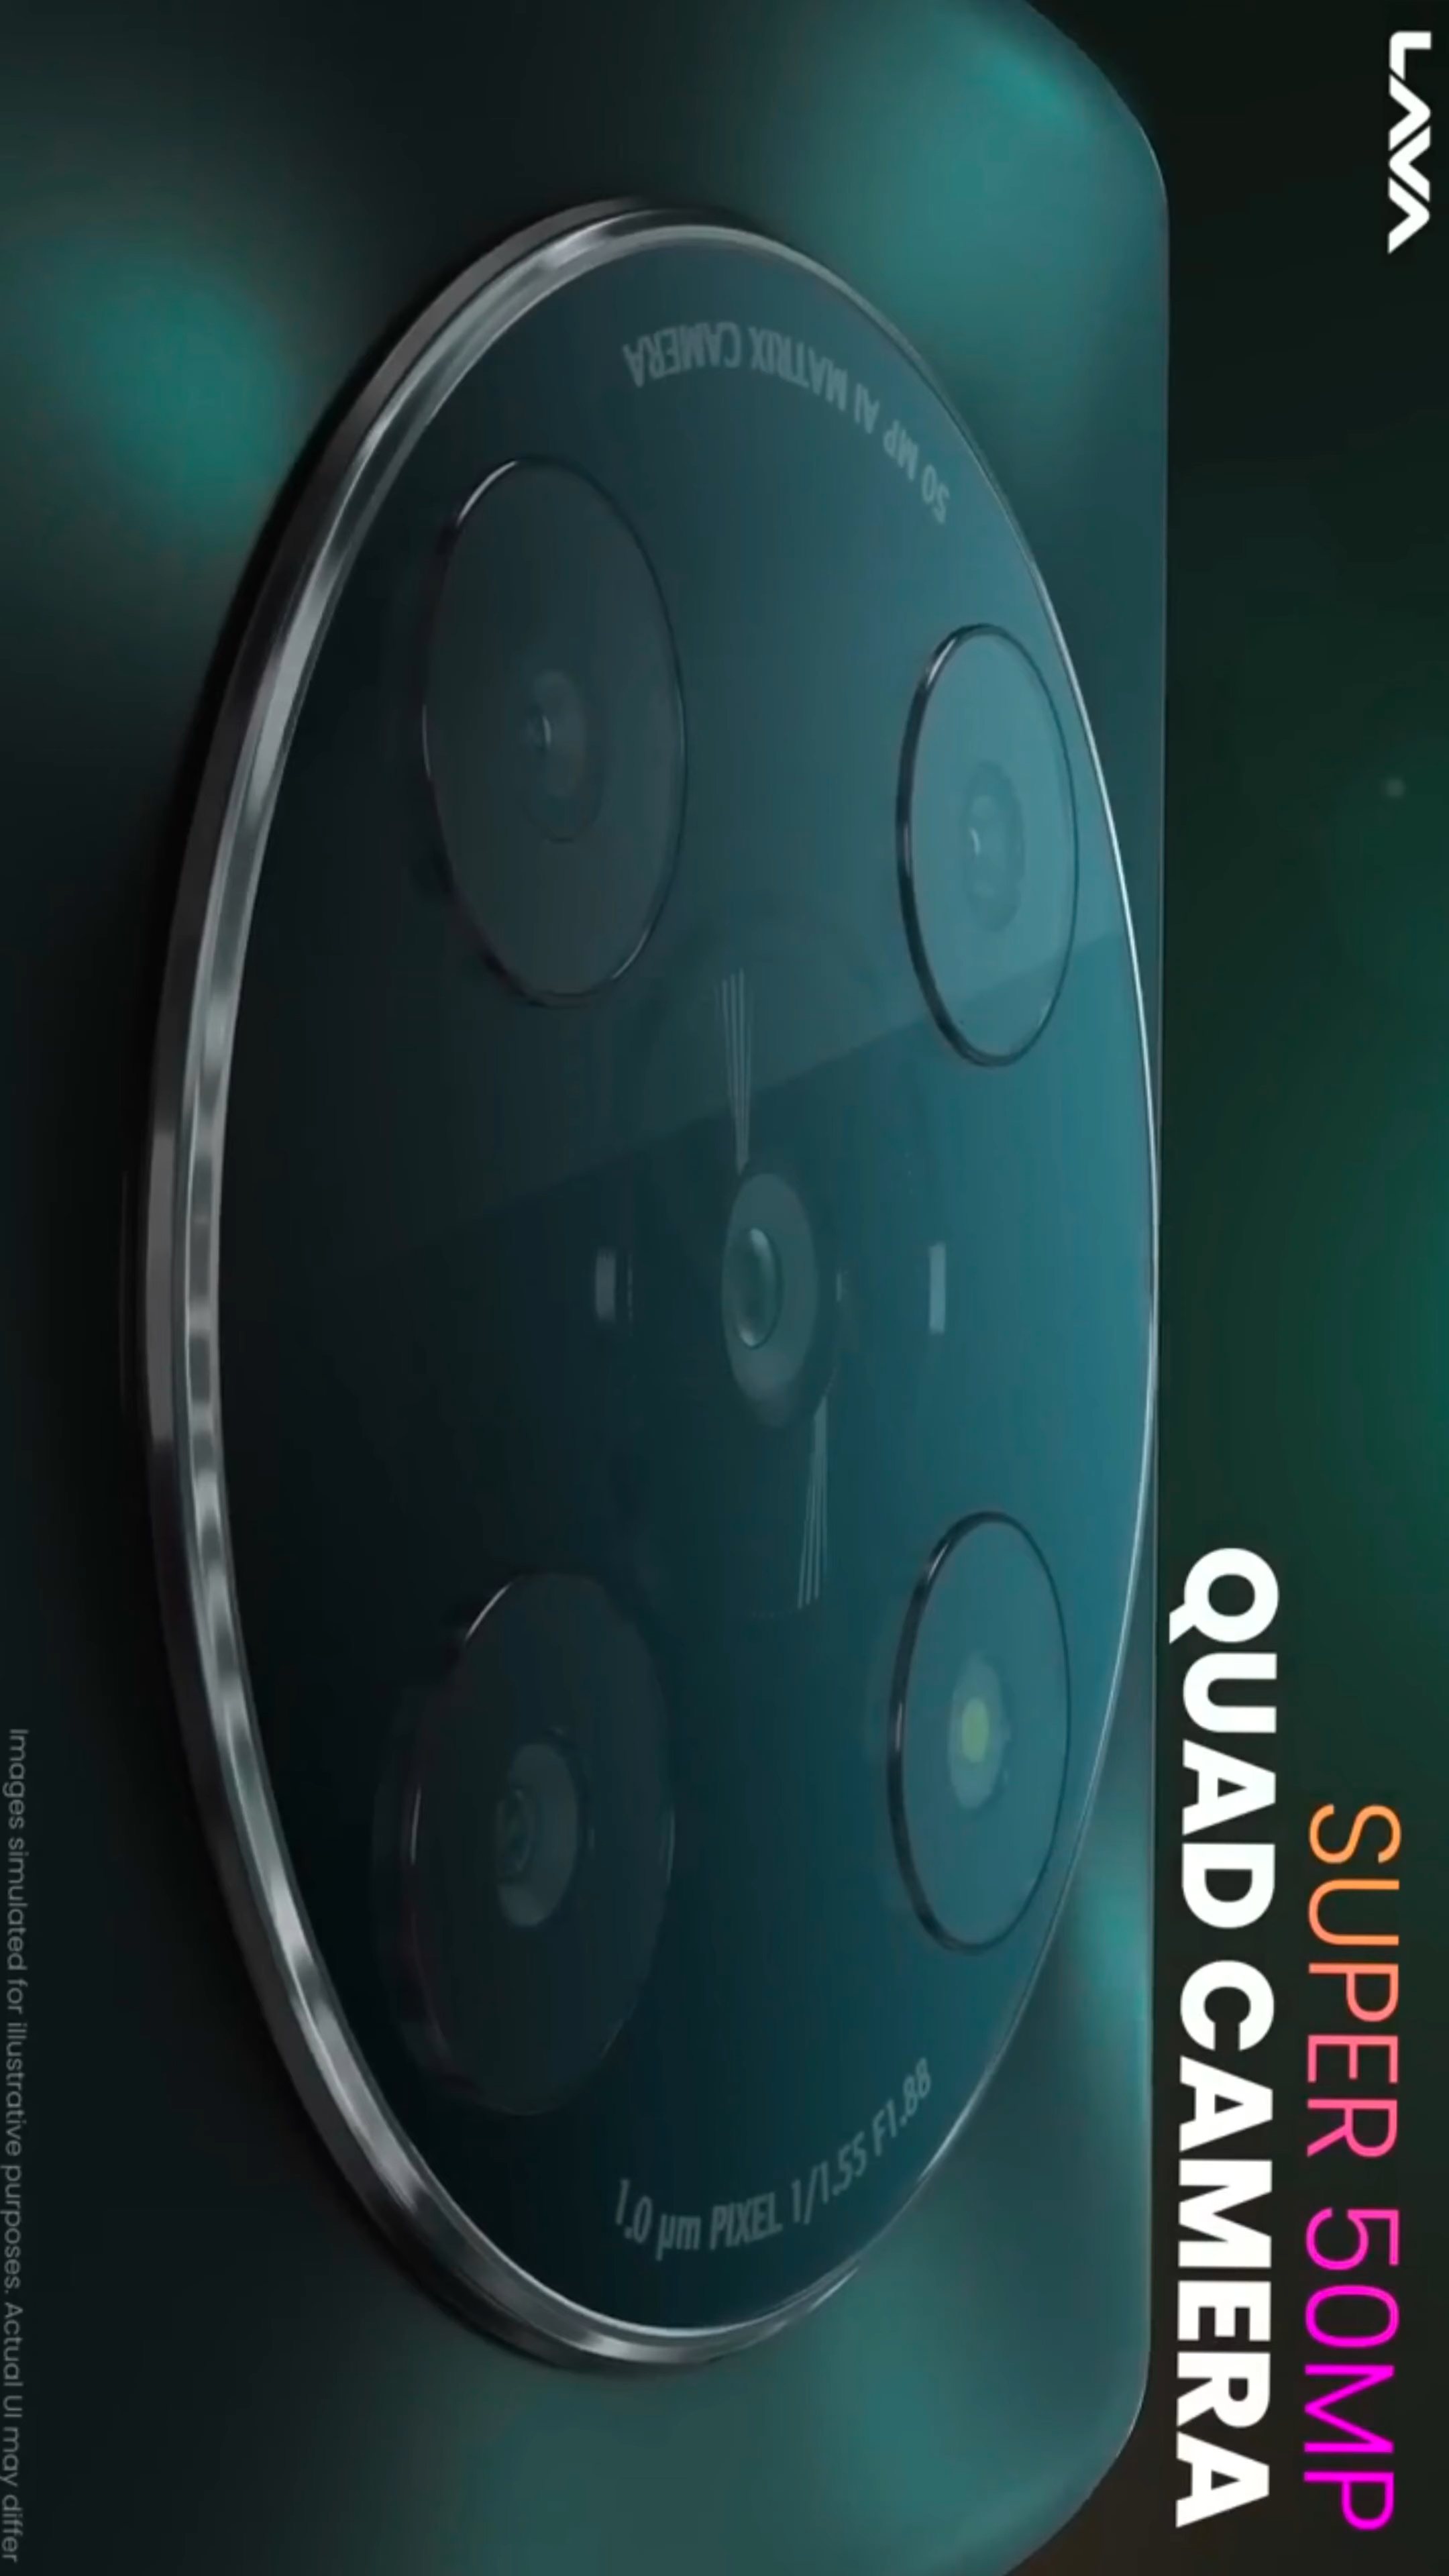 LAVA
SUPER 50MP
QUAD CAMERA
50 MP AI MATRIX CAMERA
1.0 µm PIXEL 1/1.55 F1.88
Images simulated for illustrative purposes. Actual UI may differ